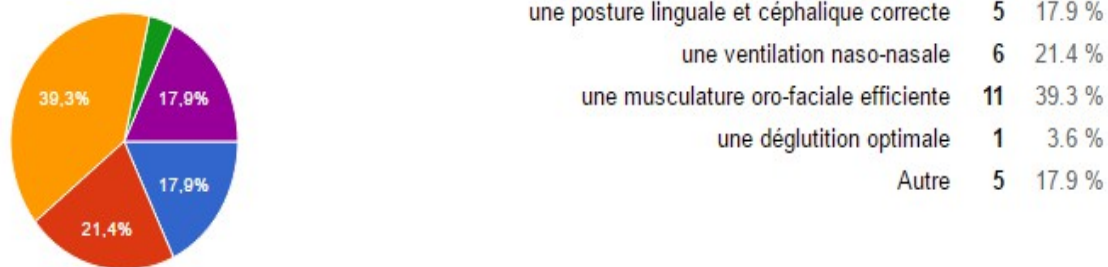 une posture linguale et céphalique correcte 5 17.9 %
une ventilation naso-nasale 6 21.4 %
une musculature oro-faciale efficiente 11 39.3 %
une déglutition optimale 1 3.6 %
Autre 5 17.9 %
39,3%
17,9%
17,9%
21,4%